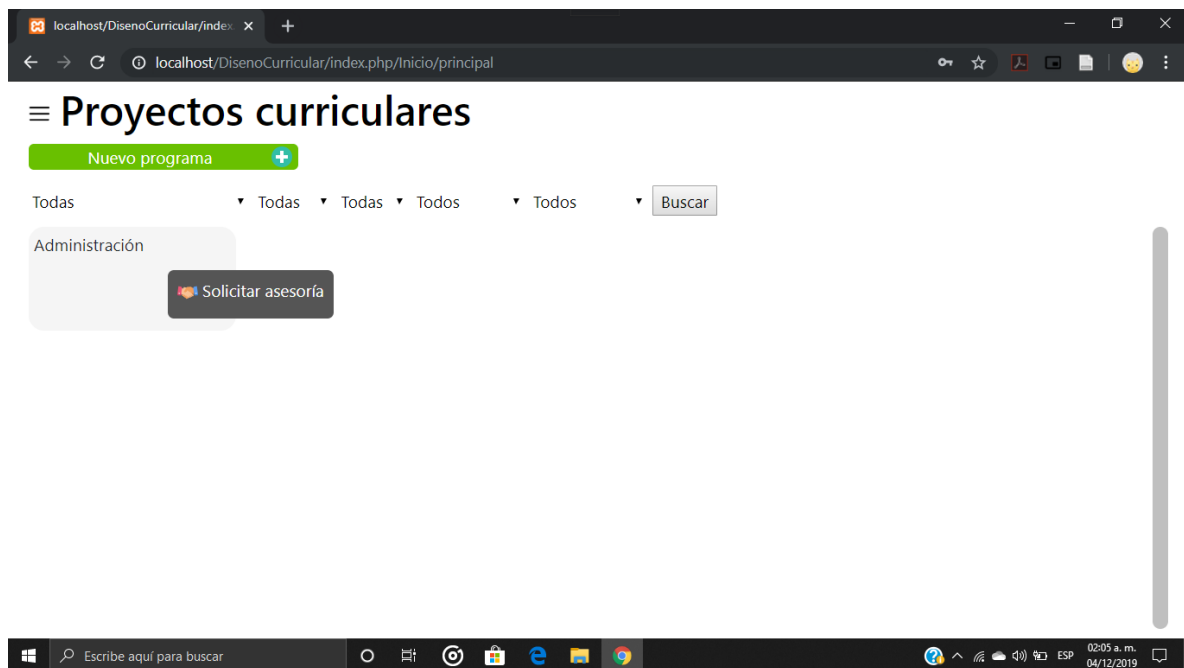 localhost/DisenoCurricular/index
localhost/DisenoCurricular/index.php/Inicio/principal
Proyectos curriculares
Nuevo programa
Todas Todas Todas Todos Todos Buscar
Administración
Solicitar asesoría
Escribe aquí para buscar
ESP
02:05 a. m.
04/12/2019